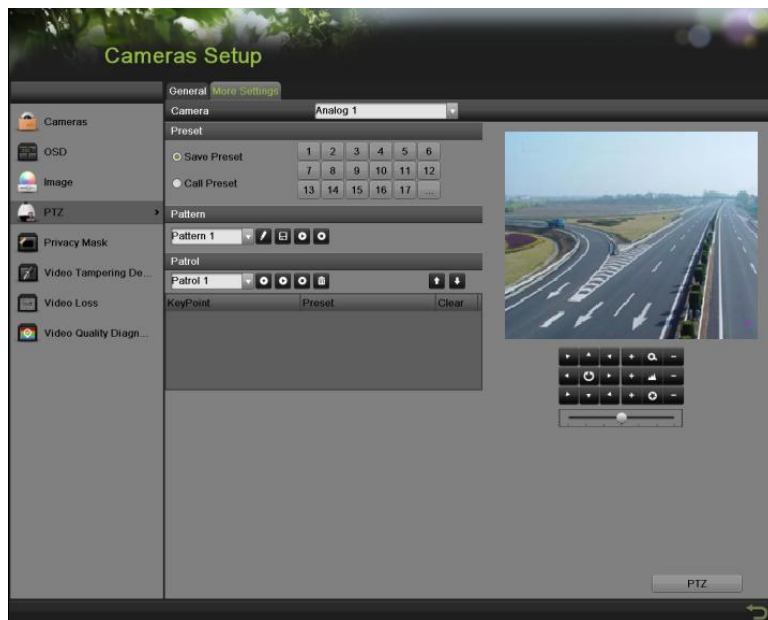 Cameras Setup
General More Settings
Cameras
OSD
Image
PTZ
Privacy Mask
Video Tampering De...
Video Loss
Video Quality Diagn...
Camera Analog 1
Preset
Save Preset
Call Preset
1 2 3 4 5 6
7 8 9 10 11 12
13 14 15 16 17 ...
Pattern
Pattern 1
Patrol
Patrol 1
KeyPoint Preset Clear
PTZ